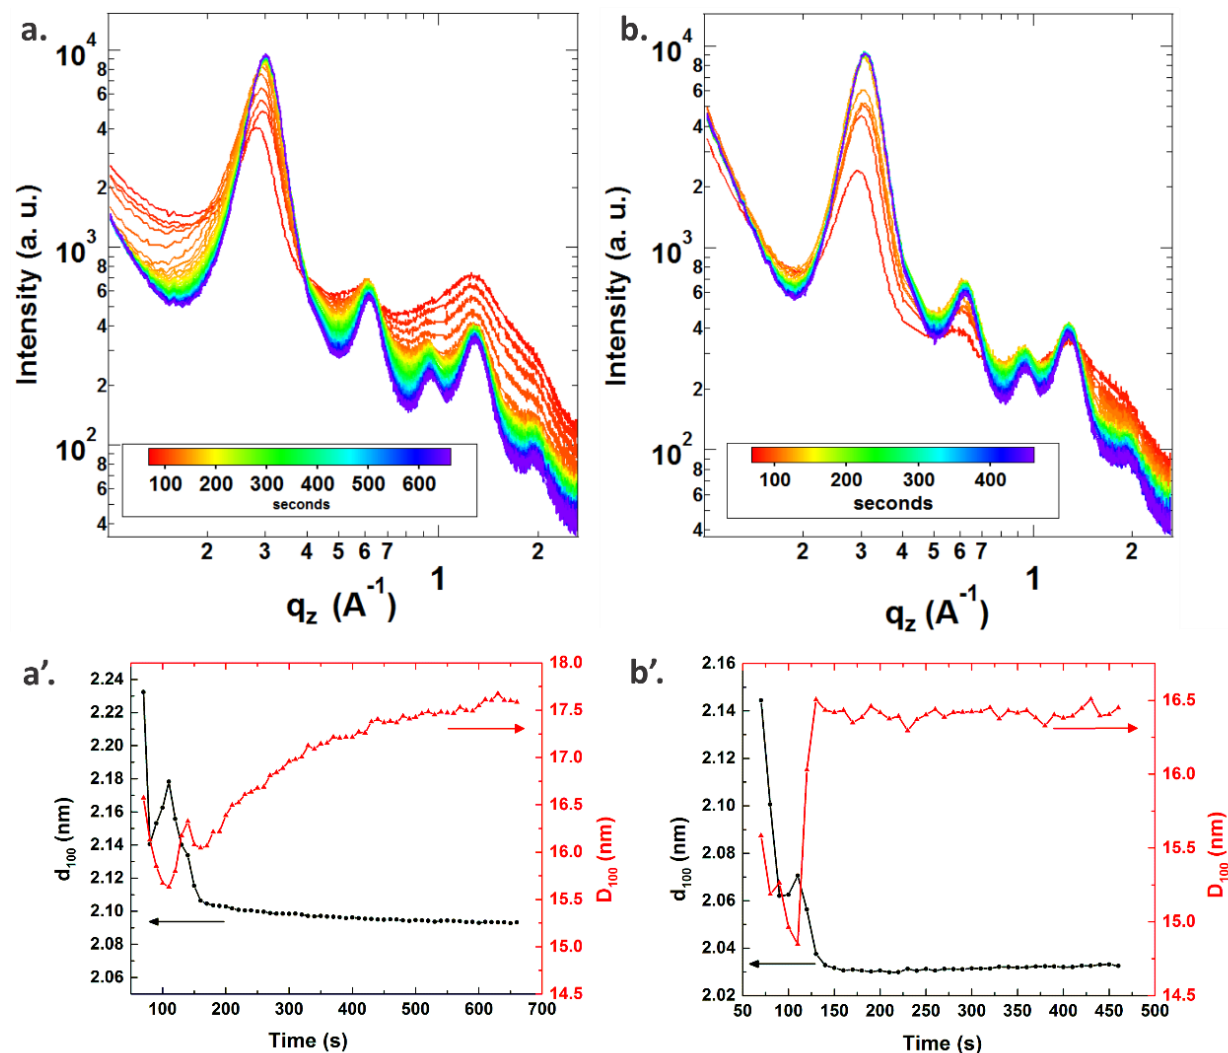 a.
Intensity (a. u.)
10^4
8
6
4
2
10^3
8
6
4
2
10^2
8
6
4
100 200 300 400 500 600
seconds
2 3 4 5 6 7 1 2
q_z (A^-1)
b.
Intensity (a. u.)
10^4
8
6
4
2
10^3
8
6
4
2
10^2
8
6
4
100 200 300 400
seconds
2 3 4 5 6 7 1 2
q_z (A^-1)
a'.
d_100 (nm)
2.24
2.22
2.20
2.18
2.16
2.14
2.12
2.10
2.08
2.06
18.0
17.5
17.0
16.5
16.0
15.5
15.0
14.5
D_100 (nm)
50 100 200 300 400 500 600 700
Time (s)
b'.
d_100 (nm)
2.16
2.14
2.12
2.10
2.08
2.06
2.04
2.02
16.5
16.0
15.5
15.0
14.5
D_100 (nm)
50 100 150 200 250 300 350 400 450 500
Time (s)